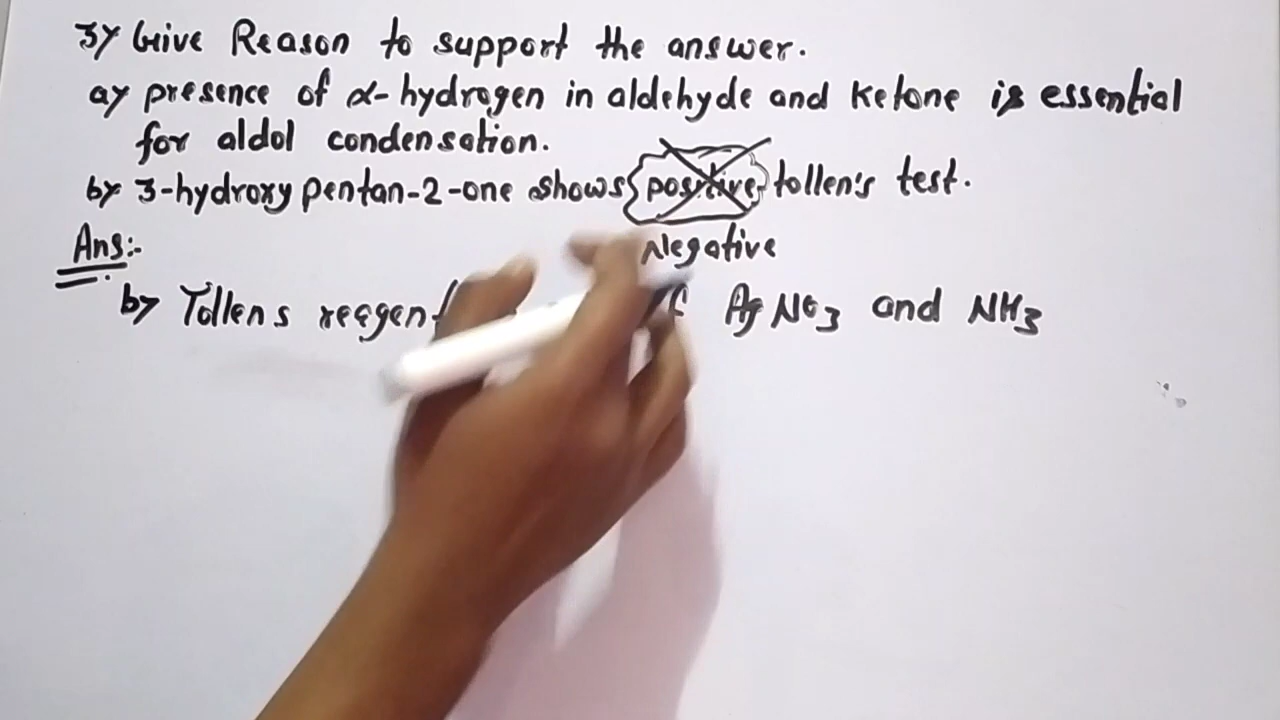 3) Give Reason to support the answer.
a) presence of α-hydrogen in aldehyde and ketone is essential
for aldol condensation.
b) 3-hydroxy pentan-2-one shows positive tollen's test.
Negative
Ans:-
b) Tollens reagent AgNO3 and NH3